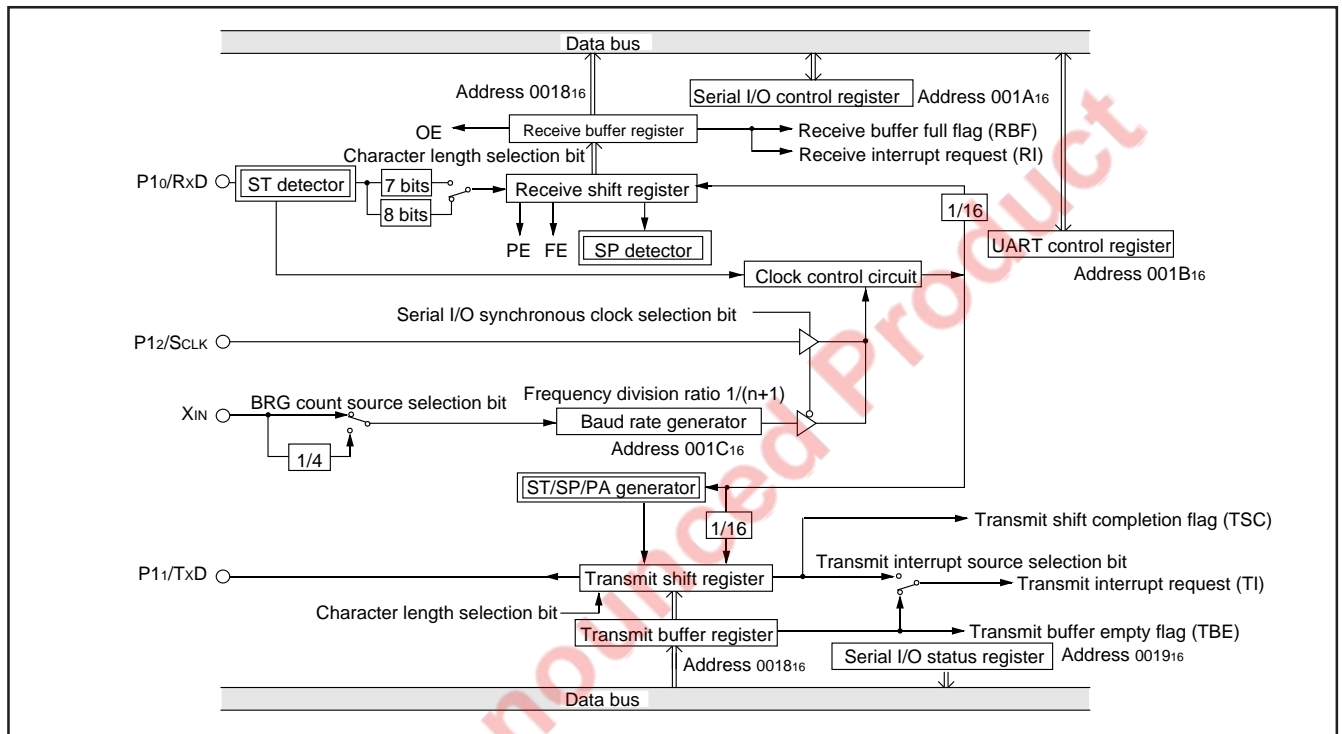 Data bus
Address 0018₁₆
Serial I/O control register Address 001A₁₆
OE Receive buffer register Receive buffer full flag (RBF)
Receive interrupt request (RI)
Character length selection bit
P1₀/RxD ST detector 7 bits Receive shift register
8 bits 1/16
PE FE SP detector UART control register
Address 001B₁₆
Clock control circuit
Serial I/O synchronous clock selection bit
P1₂/SCLK
XIN BRG count source selection bit Frequency division ratio 1/(n+1)
Baud rate generator
1/4 Address 001C₁₆
ST/SP/PA generator
1/16 Transmit shift completion flag (TSC)
Transmit interrupt source selection bit
P1₁/TxD Transmit shift register Transmit interrupt request (TI)
Character length selection bit
Transmit buffer register Transmit buffer empty flag (TBE)
Address 0018₁₆ Serial I/O status register Address 0019₁₆
Data bus
nounced Product